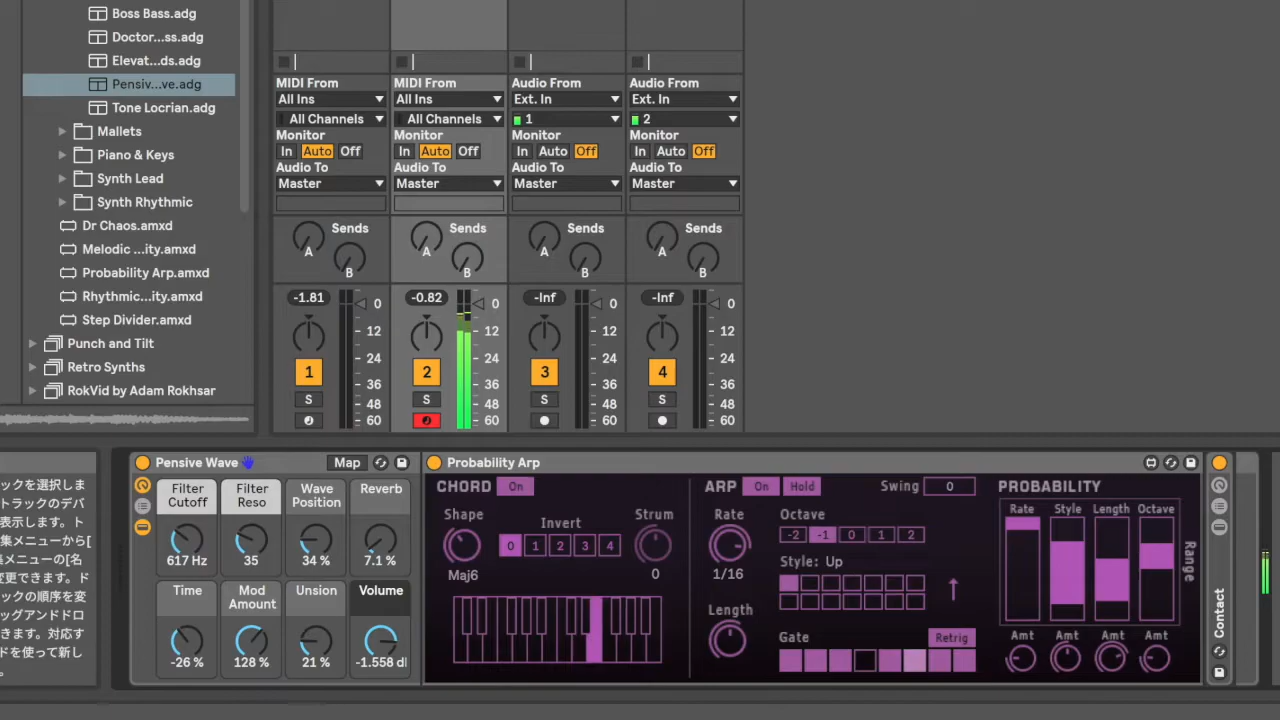 Boss Bass.adg
Doctor...ss.adg
Elevat...ds.adg
Pensiv...ve.adg
Tone Locrian.adg
Mallets
Piano & Keys
Synth Lead
Synth Rhythmic
Dr Chaos.amxd
Melodic ...ity.amxd
Probability Arp.amxd
Rhythmic...ity.amxd
Step Divider.amxd
Punch and Tilt
Retro Synths
RokVid by Adam Rokhsar
MIDI From MIDI From Audio From Audio From
All Ins All Ins Ext. In Ext. In
All Channels All Channels 1 2
Monitor Monitor Monitor Monitor
In Auto Off In Auto Off In Auto Off In Auto Off
Audio To Audio To Audio To Audio To
Master Master Master Master
Sends Sends Sends Sends
A A A A
B B B B
-1.81 0 -0.82 0 -Inf 0 -Inf 0
12 12 12 12
24 24 24 24
1 2 3 4
36 36 36 36
S S S S
48 48 48 48
60 60 60 60
ックを選択しま
トラックのデバ
表示します。ト
集メニューから[
集メニューの[名
変更できます。ド
ックの順序を変
ッグアンドドロ
きます。対応す
ドを使って新し
。
Pensive Wave Map
Filter Cutoff Filter Reso Wave Position Reverb
617 Hz 35 34 % 7.1 %
Time Mod Amount Unsion Volume
-26 % 128 % 21 % -1.558 dl
Probability Arp
CHORD On
Shape Invert Strum
0 1 2 3 4
Maj6 0
ARP On Hold Swing 0
Rate Octave
-2 -1 0 1 2
1/16 Style: Up
Length
Gate Retrig
PROBABILITY
Rate Style Length Octave
Range
Amt Amt Amt Amt
Contact